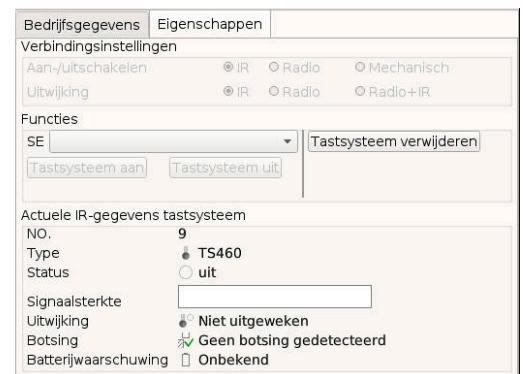 Bedrijfsgegevens Eigenschappen
Verbindingsinstellingen
Aan-/uitschakelen IR Radio Mechanisch
Uitwijking IR Radio Radio+IR
Functies
SE Tastsysteem verwijderen
Tastsysteem aan Tastsysteem uit
Actuele IR-gegevens tastsysteem
NO. 9
Type TS460
Status uit
Signaalsterkte
Uitwijking Niet uitgeweken
Botsing Geen botsing gedetecteerd
Batterijwaarschuwing Onbekend